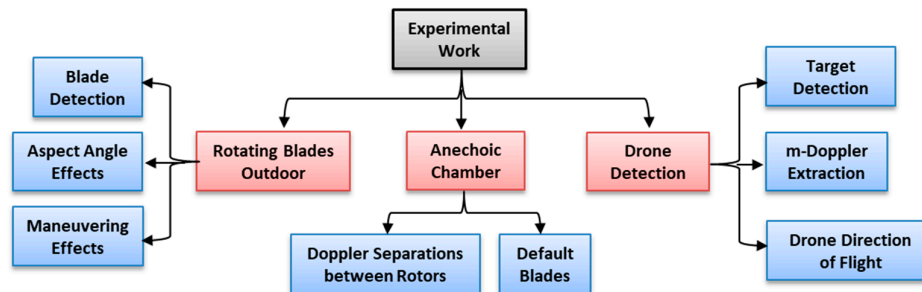 Experimental
Work
Blade
Detection
Aspect Angle
Effects
Maneuvering
Effects
Rotating Blades
Outdoor
Anechoic
Chamber
Doppler Separations
between Rotors
Default
Blades
Drone
Detection
Target
Detection
m-Doppler
Extraction
Drone Direction
of Flight